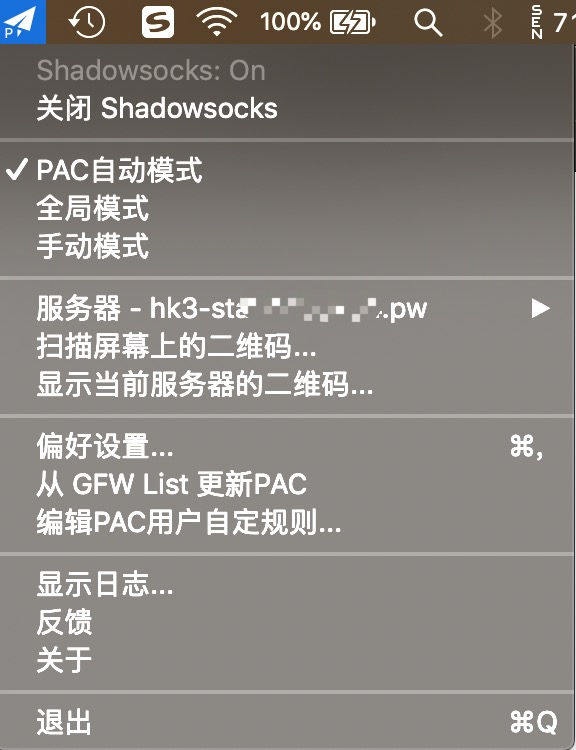 P
S
100%
SEN
71
Shadowsocks: On
关闭 Shadowsocks
✓ PAC自动模式
全局模式
手动模式
服务器 - hk3-sta .pw
扫描屏幕上的二维码...
显示当前服务器的二维码...
偏好设置... ⌘,
从 GFW List 更新PAC
编辑PAC用户自定规则...
显示日志...
反馈
关于
退出 ⌘Q